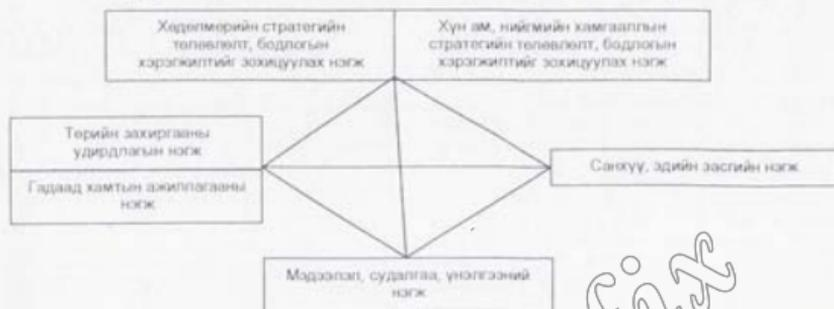 Хөдөлмөрийн стратегийн
төлөвлөлт, бодлогын
хэрэгжилтийг зохицуулах нэгж
Хүн ам, нийгмийн хамгааллын
стратегийн төлөвлөлт, бодлогын
хэрэгжилтийг зохицуулах нэгж
Төрийн захиргааны
удирдлагын нэгж
Гадаад хамтын ажиллагааны
нэгж
Санхүү, эдийн засгийн нэгж
Мэдээлэл, судалгаа, үнэлгээний
нэгж